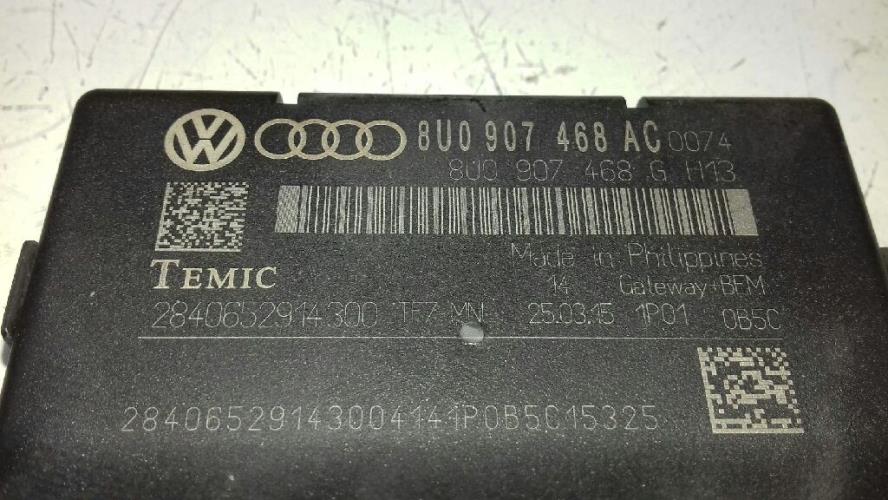 8U0 907 468 AC 0074
8U0 907 468 G H13
Made in Philippines
TEMIC 14 Gateway+BEM
2840652914300 TF7 MN 25.03.15 1P01 0B5C
28406529143004141P0B5C15325